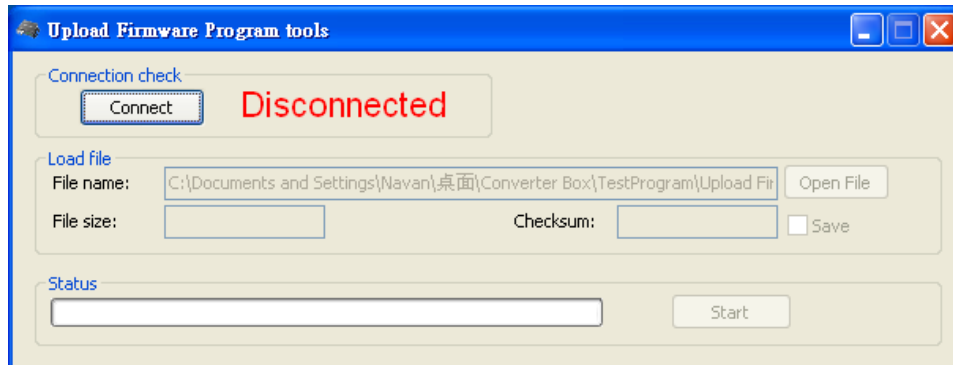 Upload Firmware Program tools
Connection check
Connect Disconnected
Load file
File name: C:\Documents and Settings\Navan\桌面\Converter Box\TestProgram\Upload Fir Open File
File size: Checksum: Save
Status
Start